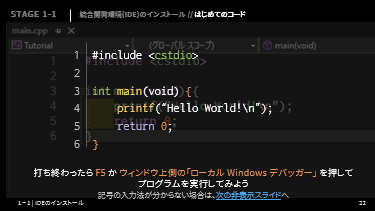 STAGE 1-1 統合開発環境(IDE)のインストール // はじめてのコード
main.cpp
Tutorial (グローバル スコープ) main(void)
1 #include <cstdio>
2
3 int main(void){
4 printf("Hello World!\n");
5 return 0;
6 }
打ち終わったら F5 か ウィンドウ上側の「ローカル Windows デバッガー」 を押して
プログラムを実行してみよう
記号の入力法が分からない場合は、次の非表示スライドへ
1-1 | IDEのインストール 22